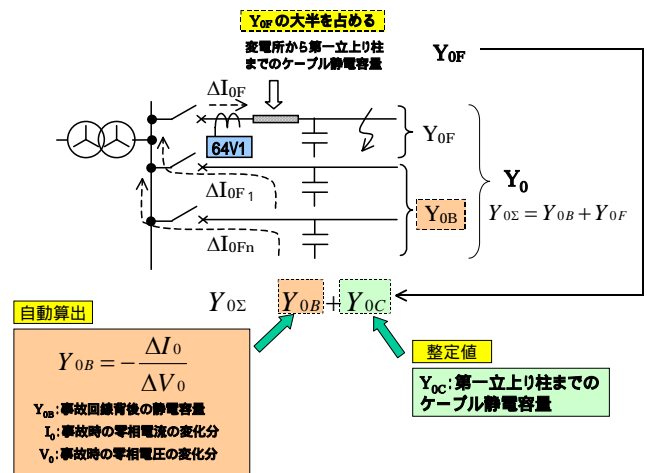 Y0Fの大半を占める
変電所から第一立上り柱
までのケーブル静電容量
Y0F
ΔI0F
64V1
Y0F
ΔI0F1
Y0B
Y0
Y0Σ = Y0B + Y0F
ΔI0Fn
Y0Σ Y0B + Y0C
自動算出
Y0B = − ΔI0 / ΔV0
Y0B:事故回線背後の静電容量
I0:事故時の零相電流の変化分
V0:事故時の零相電圧の変化分
整定値
Y0C:第一立上り柱までの
ケーブル静電容量